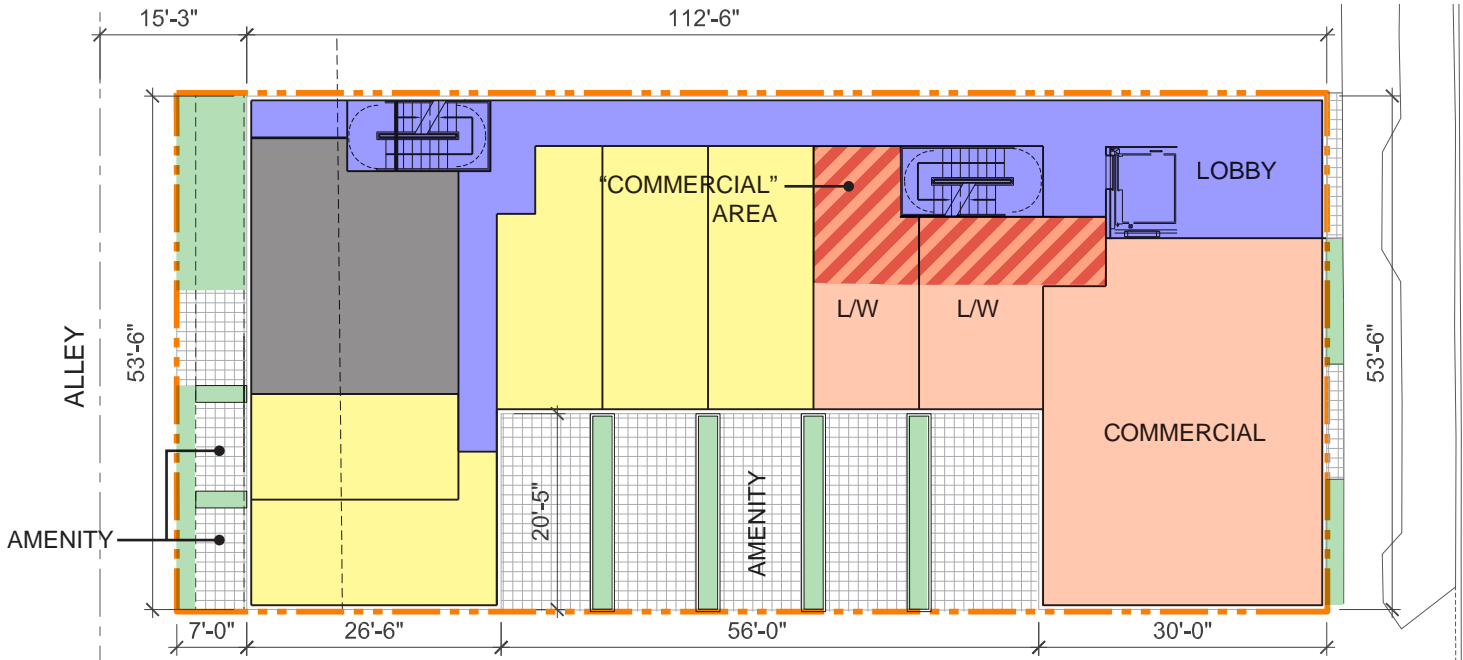 15'-3"
112'-6"
"COMMERCIAL"
AREA
LOBBY
ALLEY
53'-6"
L/W
L/W
53'-6"
COMMERCIAL
20'-5"
AMENITY
AMENITY
7'-0"
26'-6"
56'-0"
30'-0"